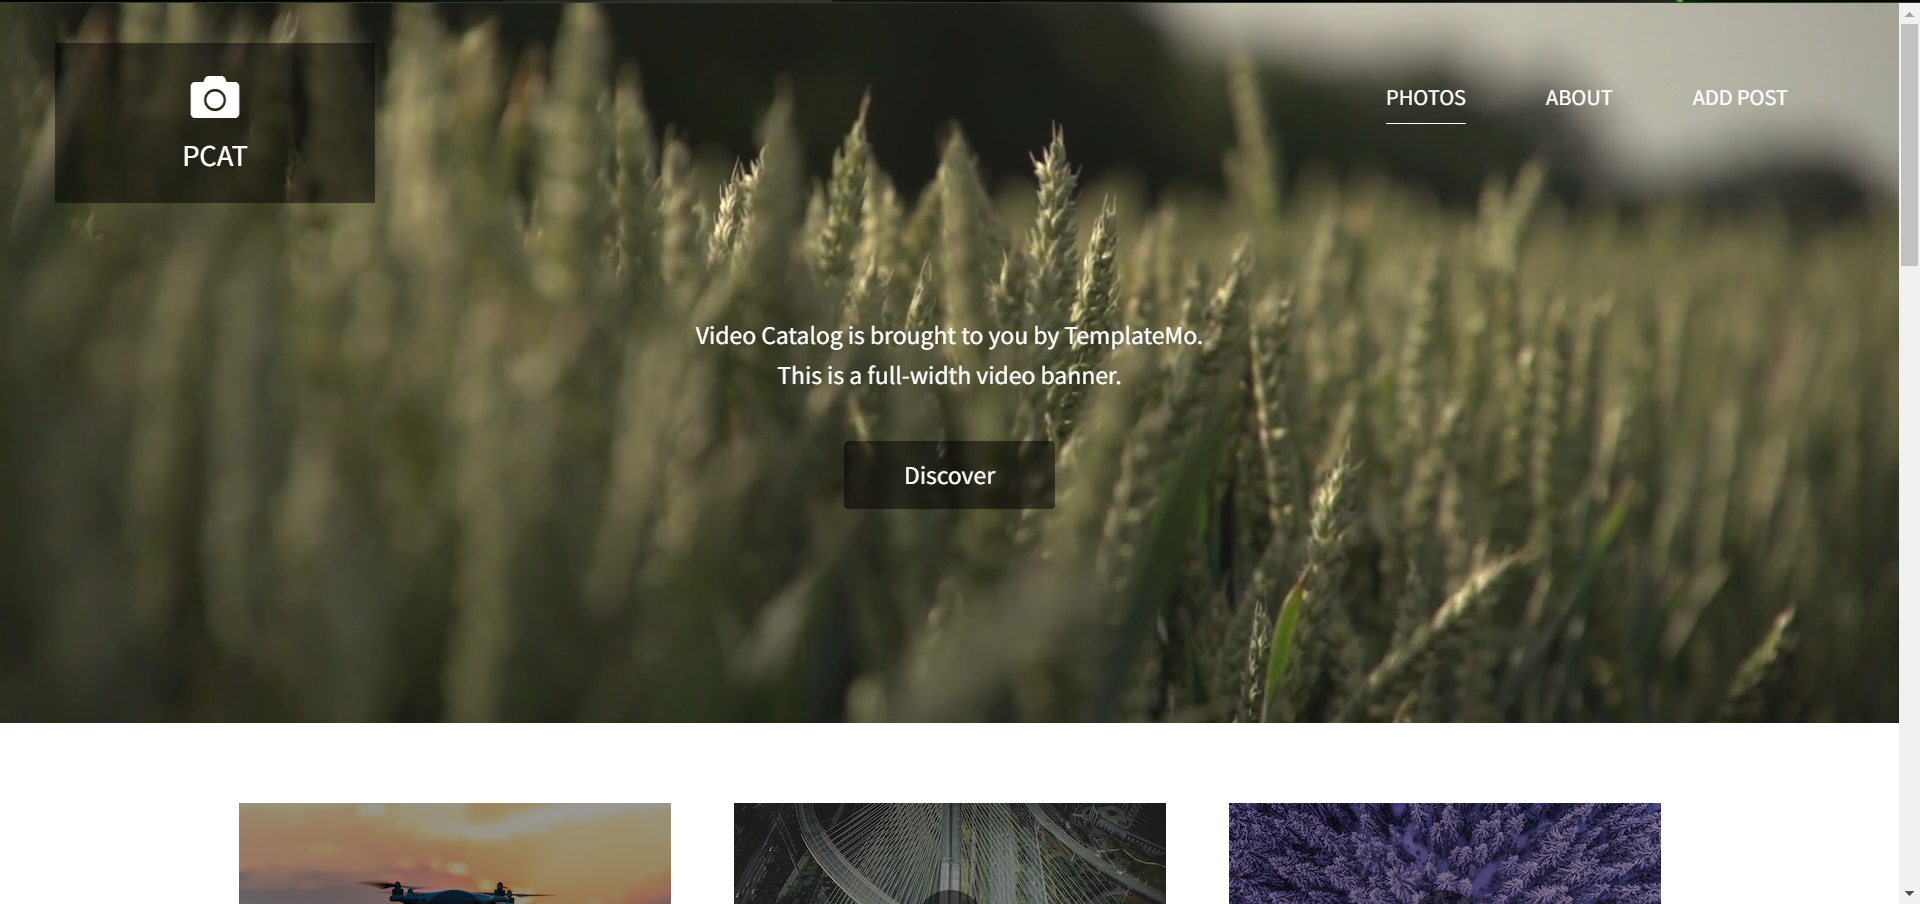 PCAT
PHOTOS
ABOUT
ADD POST
Video Catalog is brought to you by TemplateMo.
This is a full-width video banner.
Discover